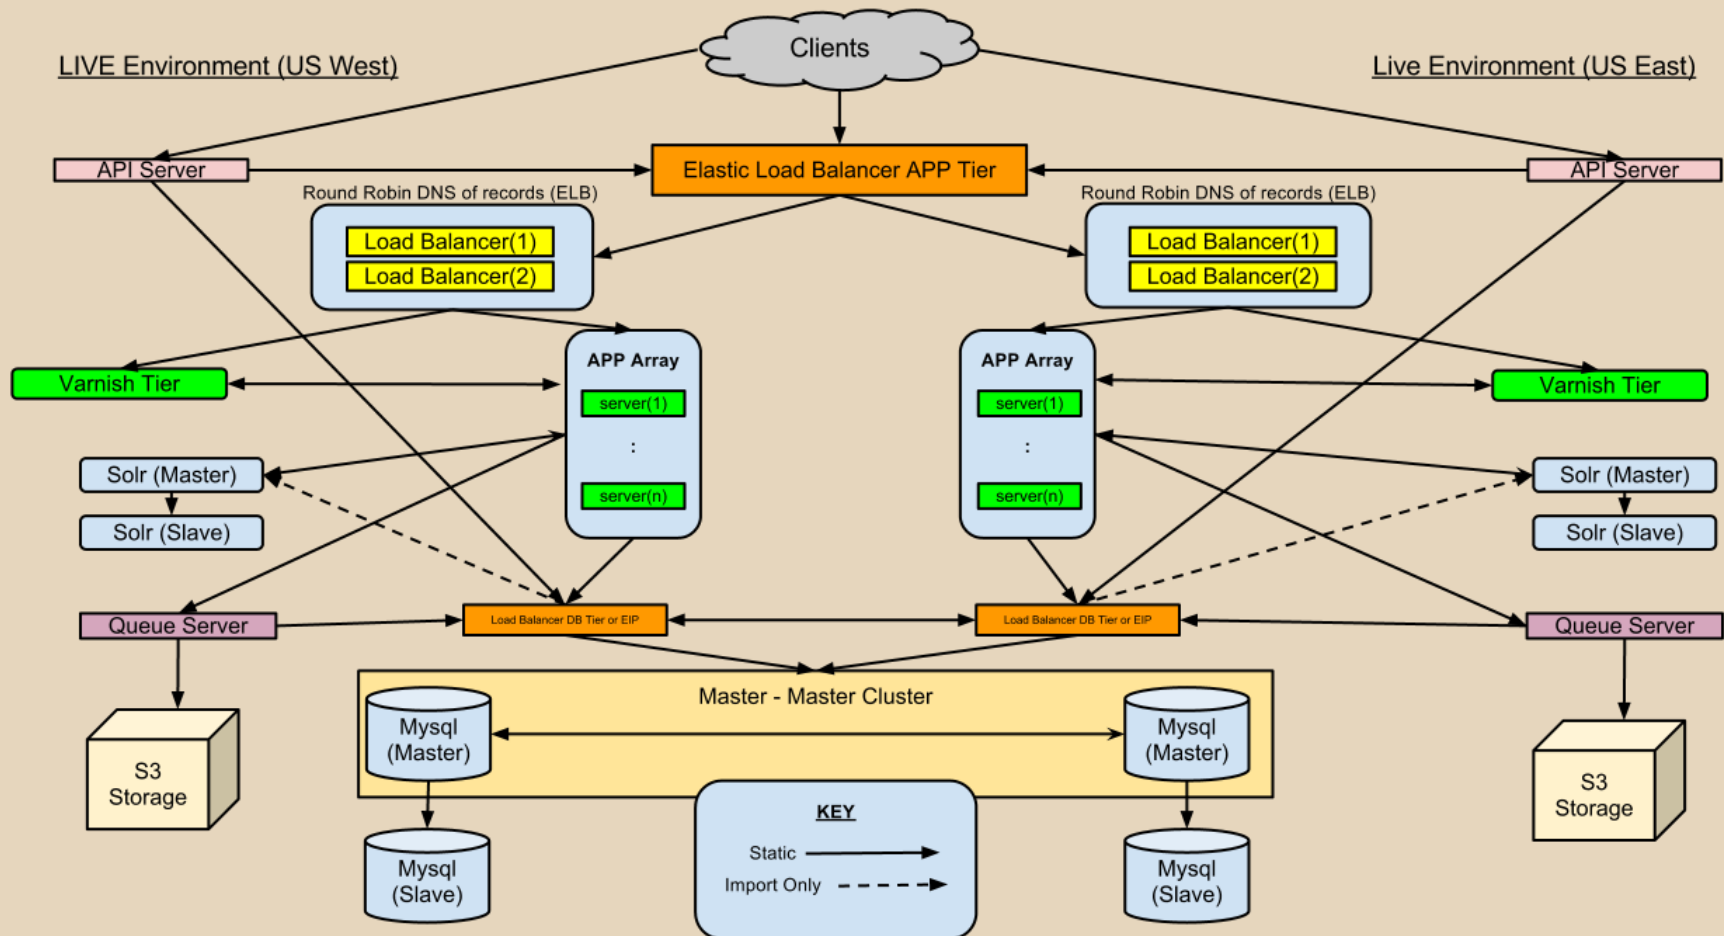 Clients
LIVE Environment (US West)
Live Environment (US East)
API Server
Elastic Load Balancer APP Tier
API Server
Round Robin DNS of records (ELB)
Round Robin DNS of records (ELB)
Load Balancer(1)
Load Balancer(2)
Load Balancer(1)
Load Balancer(2)
APP Array
APP Array
Varnish Tier
Varnish Tier
server(1)
:
server(n)
server(1)
:
server(n)
Solr (Master)
Solr (Slave)
Solr (Master)
Solr (Slave)
Queue Server
Load Balancer DB Tier or EIP
Load Balancer DB Tier or EIP
Queue Server
Master - Master Cluster
Mysql
(Master)
Mysql
(Master)
S3
Storage
S3
Storage
KEY
Static
Import Only
Mysql
(Slave)
Mysql
(Slave)